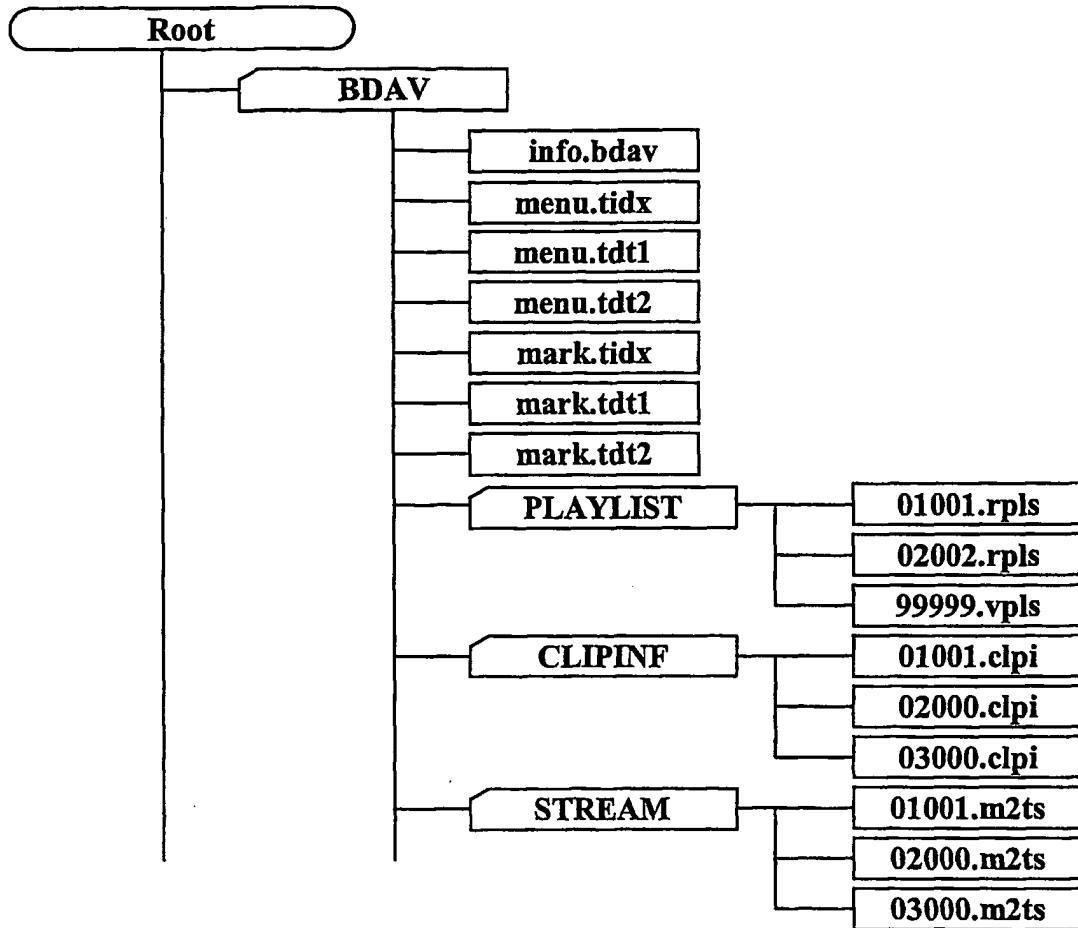 Root
BDAV
info.bdav
menu.tidx
menu.tdt1
menu.tdt2
mark.tidx
mark.tdt1
mark.tdt2
PLAYLIST
01001.rpls
02002.rpls
99999.vpls
CLIPINF
01001.clpi
02000.clpi
03000.clpi
STREAM
01001.m2ts
02000.m2ts
03000.m2ts